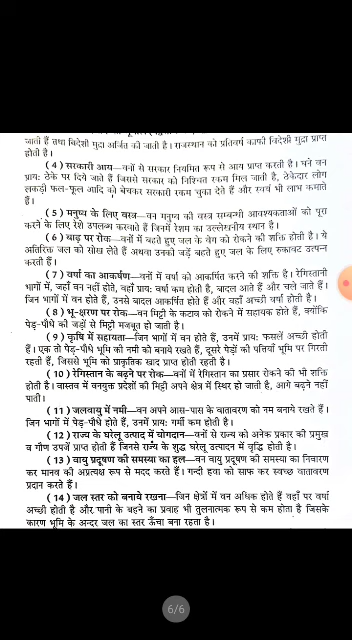 जाती हैं तथा विदेशी मुद्रा अर्जित की जाती है। राजस्थान को प्रतिवर्ष काफी विदेशी मुद्रा प्राप्त
होती है।
(4) सरकारी आय—वनों से सरकार नियमित रूप से आय प्राप्त करती है। घने वन
प्रायः ठेके पर दिये जाते हैं जिससे सरकार को निश्चित रकम मिल जाती है, ठेकेदार लोग
लकड़ी फल-फूल आदि को बेचकर सरकारी रकम चुका देते हैं और स्वयं भी लाभ कमाते
हैं।
(5) मनुष्य के लिए वस्त्र—वन मनुष्य की वस्त्र सम्बन्धी आवश्यकताओं को पूरा
करने के लिए रेशे उपलब्ध करवाते हैं जिनमें रेशम का उल्लेखनीय स्थान है।
(6) बाढ़ पर रोक—वनों में बहते हुए जल के वेग को रोकने की शक्ति होती है। ये
अतिरिक्त जल को सोख लेते हैं अथवा उनकी जड़ें बहते हुए जल के लिए रुकावट उत्पन्न
करती हैं।
(7) वर्षा का आकर्षण—वनों में वर्षा को आकर्षित करने की शक्ति है। रेगिस्तानी
भागों में, जहाँ वन नहीं होते, वहाँ प्रायः वर्षा कम होती है, बादल आते हैं और चले जाते हैं।
जिन भागों में वन होते हैं, उनसे बादल आकर्षित होते हैं और वहाँ अच्छी वर्षा होती है।
(8) भू-क्षरण पर रोक—वन मिट्टी के कटाव को रोकने में सहायक होते हैं, क्योंकि
पेड़-पौधे की जड़ों से मिट्टी मजबूत हो जाती है।
(9) कृषि में सहायता—जिन भागों में वन होते हैं, उनमें प्रायः फसलें अच्छी होती
हैं। एक तो पेड़-पौधे भूमि की नमी को बनाये रखते हैं, दूसरे पेड़ों की पत्तियाँ भूमि पर गिरती
रहती हैं, जिससे भूमि को प्राकृतिक खाद प्राप्त होती रहती है।
(10) रेगिस्तान के बढ़ने पर रोक—वनों में रेगिस्तान का प्रसार रोकने की भी शक्ति
होती है। वास्तव में वनयुक्त प्रदेशों की मिट्टी अपने क्षेत्र में स्थिर हो जाती है, आगे बढ़ने नहीं
पाती।
(11) जलवायु में नमी—वन अपने आस-पास के वातावरण को नम बनाये रखते हैं।
जिन भागों में पेड़-पौधे होते हैं, उनमें प्रायः गर्मी कम होती है।
(12) राज्य के घरेलू उत्पाद में योगदान—वनों से राज्य को अनेक प्रकार की प्रमुख
व गौण उपजें प्राप्त होती हैं जिनसे राज्य के शुद्ध घरेलू उत्पादन में वृद्धि होती है।
(13) वायु प्रदूषण की समस्या का हल—वन वायु प्रदूषण की समस्या का निवारण
कर मानव की अप्रत्यक्ष रूप से मदद करते हैं। गन्दी हवा को साफ कर स्वच्छ वातावरण
प्रदान करते हैं।
(14) जल स्तर को बनाये रखना—जिन क्षेत्रों में वन अधिक होते हैं वहाँ पर वर्षा
अच्छी होती है और पानी के बहने का प्रवाह भी तुलनात्मक रूप से कम होता है जिसके
कारण भूमि के अन्दर जल का स्तर ऊँचा बना रहता है।
6/6